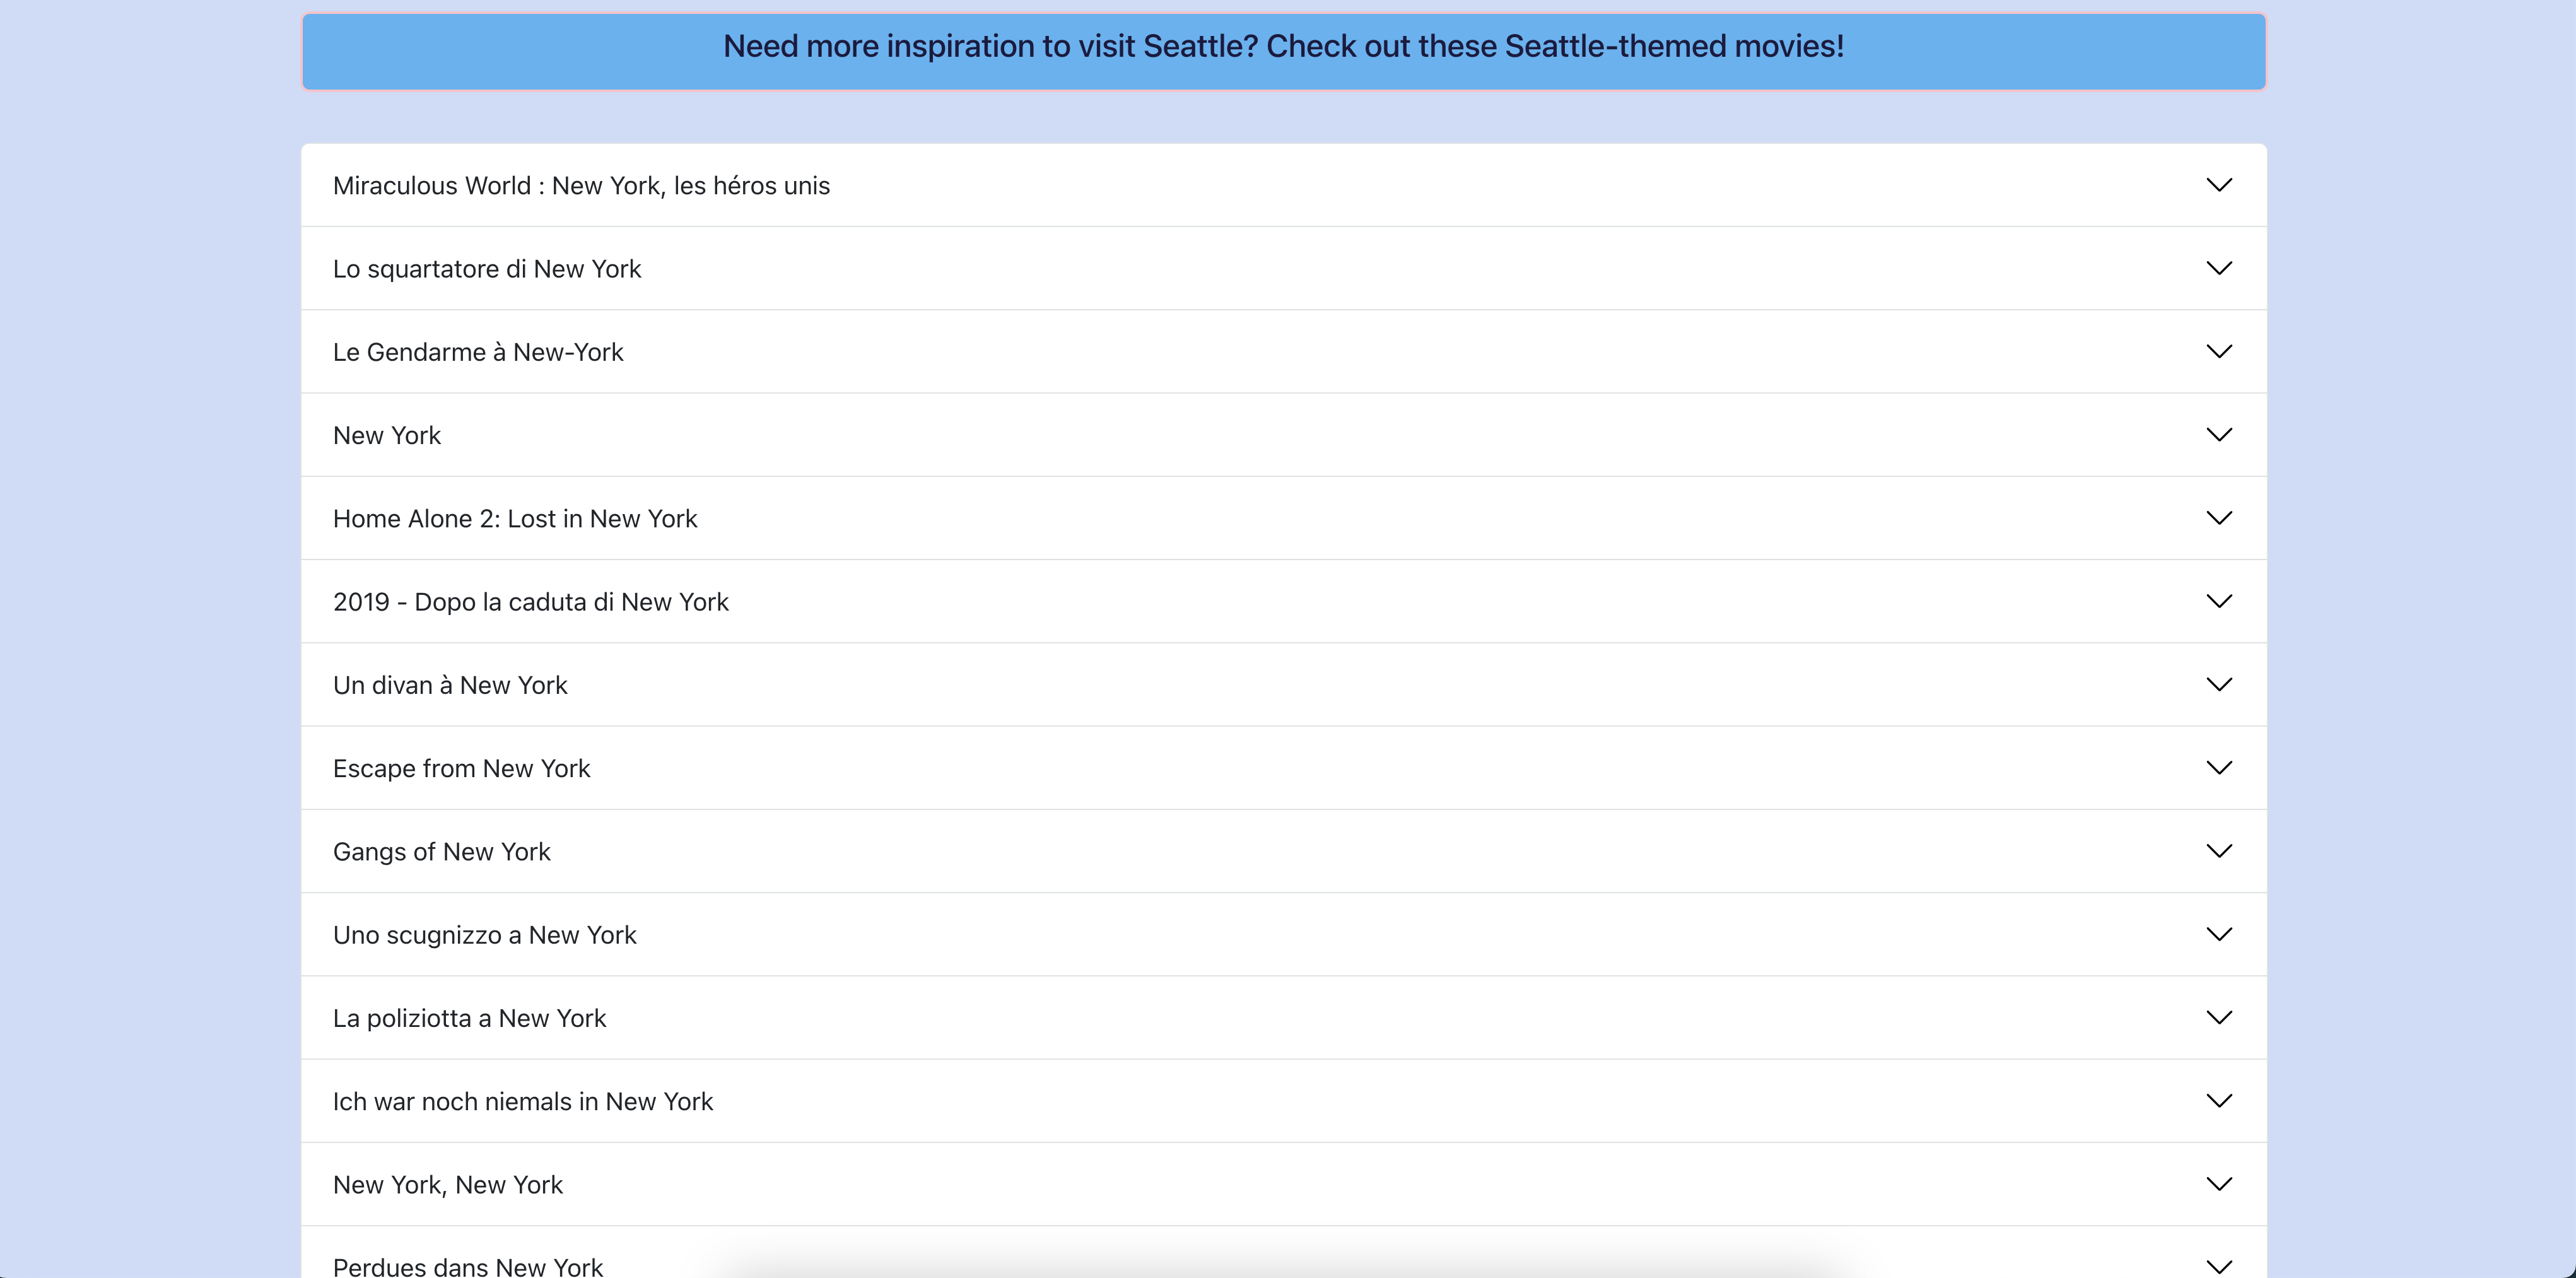 Need more inspiration to visit Seattle? Check out these Seattle-themed movies!
Miraculous World : New York, les héros unis
Lo squartatore di New York
Le Gendarme à New-York
New York
Home Alone 2: Lost in New York
2019 - Dopo la caduta di New York
Un divan à New York
Escape from New York
Gangs of New York
Uno scugnizzo a New York
La poliziotta a New York
Ich war noch niemals in New York
New York, New York
Perdues dans New York